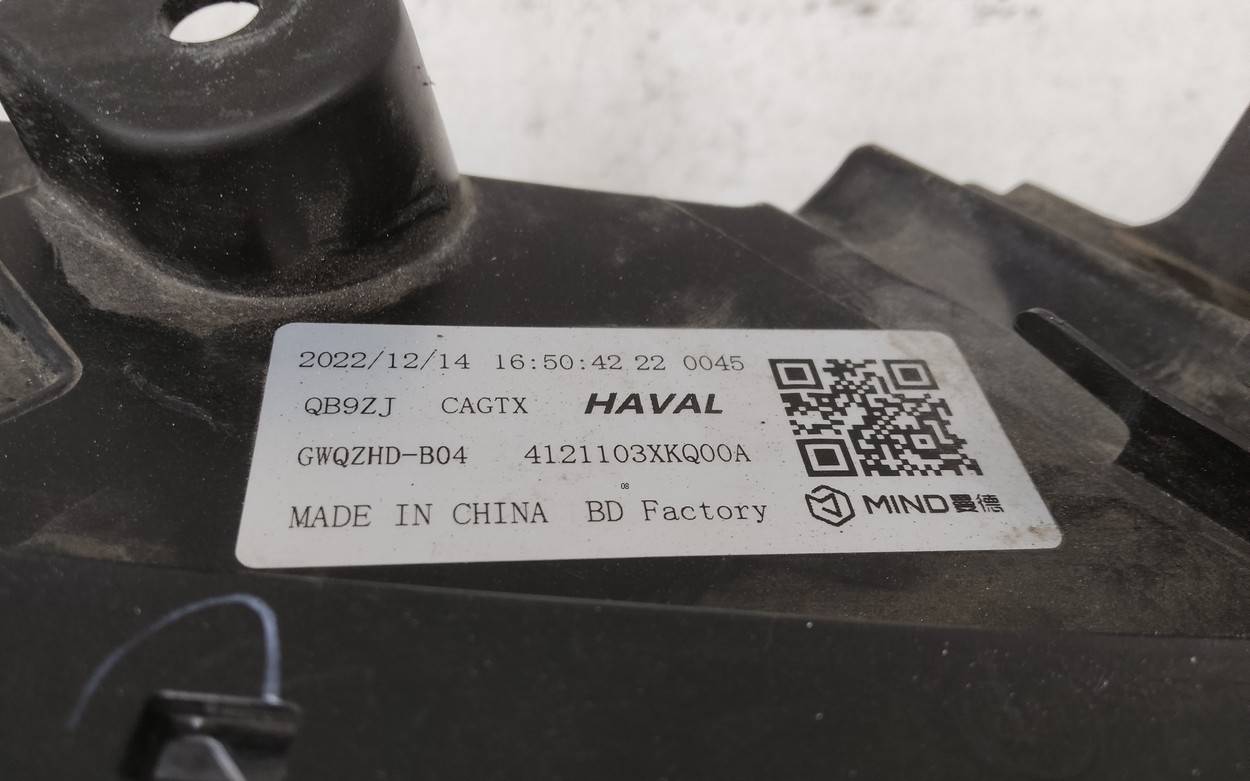 2022/12/14 16:50:42 22 0045
QB9ZJ CAGTX HAVAL
GWQZHD-B04 4121103XKQ00A
08
MADE IN CHINA BD Factory
MIND曼德